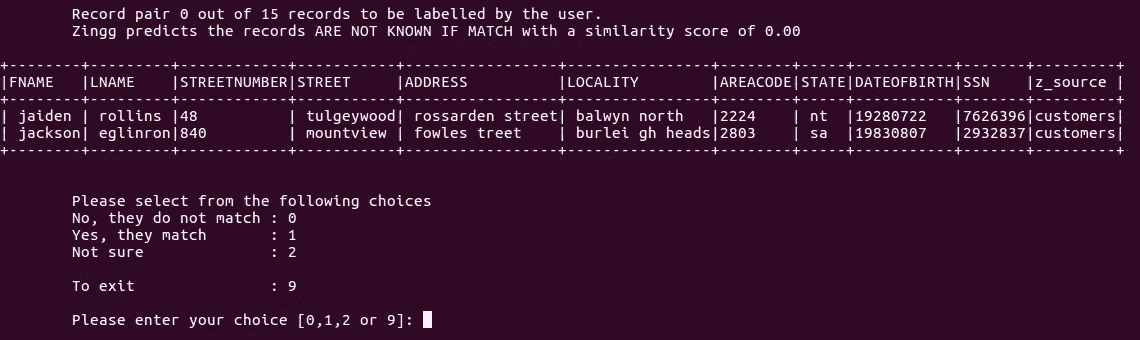 Record pair 0 out of 15 records to be labelled by the user.
Zingg predicts the records ARE NOT KNOWN IF MATCH with a similarity score of 0.00
+--------+---------+------------+-----------+-----------------+----------------+--------+-----+-----------+-------+---------+
|FNAME   |LNAME    |STREETNUMBER|STREET     |ADDRESS          |LOCALITY        |AREACODE|STATE|DATEOFBIRTH|SSN    |z_source |
+--------+---------+------------+-----------+-----------------+----------------+--------+-----+-----------+-------+---------+
| jaiden | rollins |48          | tulgeywood| rossarden street| balwyn north   |2224    | nt  |19280722   |7626396|customers|
| jackson| eglinron|840         | mountview | fowles treet    | burlei gh heads|2803    | sa  |19830807   |2932837|customers|
+--------+---------+------------+-----------+-----------------+----------------+--------+-----+-----------+-------+---------+
Please select from the following choices
No, they do not match : 0
Yes, they match       : 1
Not sure              : 2
To exit               : 9
Please enter your choice [0,1,2 or 9]: